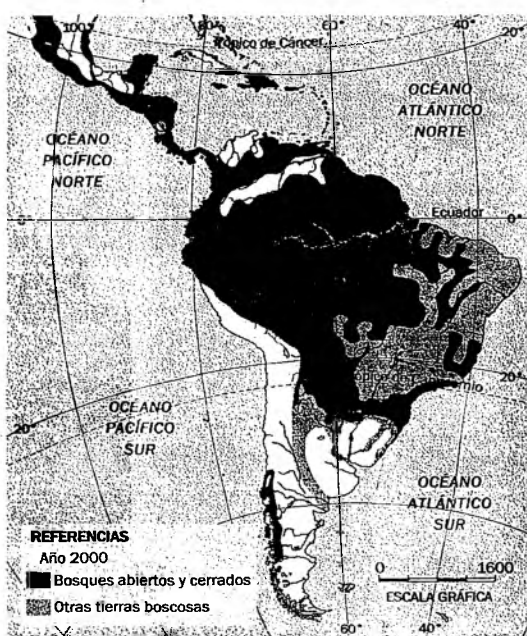 100°
80°
60°
40°
20°
Trópico de Cáncer
OCÉANO
ATLÁNTICO
NORTE
OCÉANO
PACÍFICO
NORTE
0°
Ecuador
0°
20°
OCÉANO
PACÍFICO
SUR
20°
OCÉANO
ATLÁNTICO
SUR
REFERENCIAS
Año 2000
Bosques abiertos y cerrados
Otras tierras boscosas
0 1600
ESCALA GRÁFICA
60°
40°